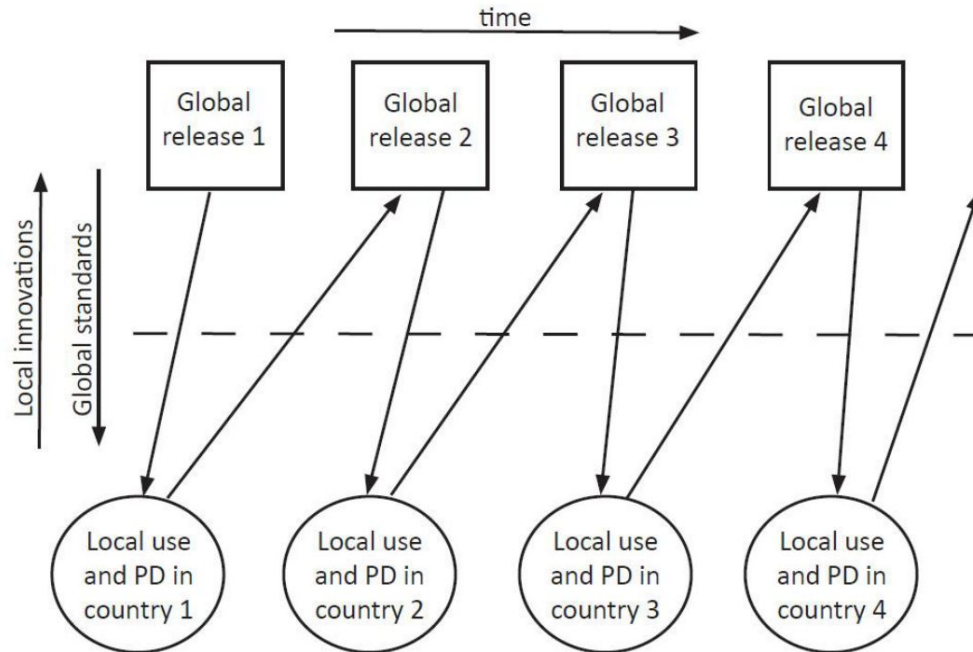 time
Global
release 1
Global
release 2
Global
release 3
Global
release 4
Local innovations
Global standards
Local use
and PD in
country 1
Local use
and PD in
country 2
Local use
and PD in
country 3
Local use
and PD in
country 4